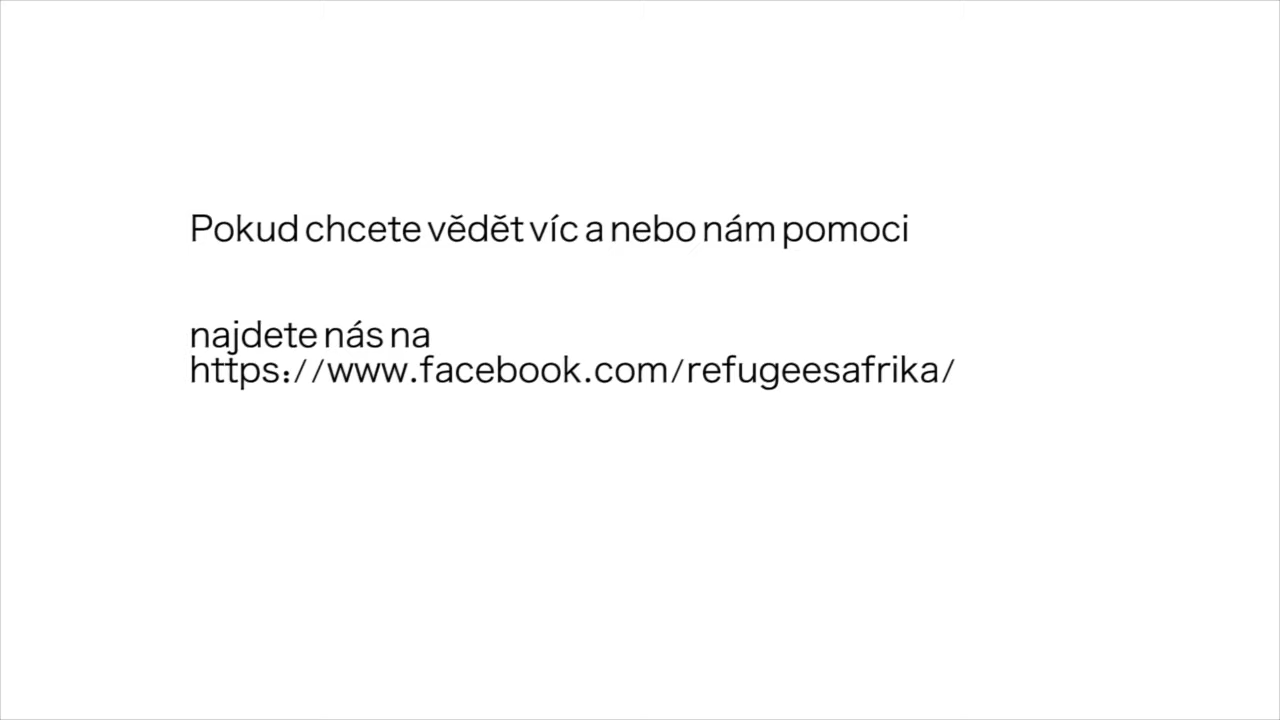 Pokud chcete vědět víc a nebo nám pomoci
najdete nás na
https://www.facebook.com/refugeesafrika/